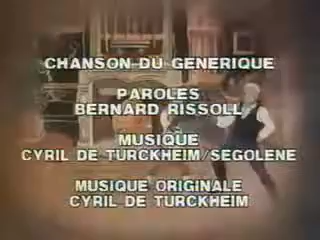 CHANSON DU GENERIQUE
PAROLES
BERNARD RISSOLL
MUSIQUE
CYRIL DE TURCKHEIM/SEGOLENE
MUSIQUE ORIGINALE
CYRIL DE TURCKHEIM